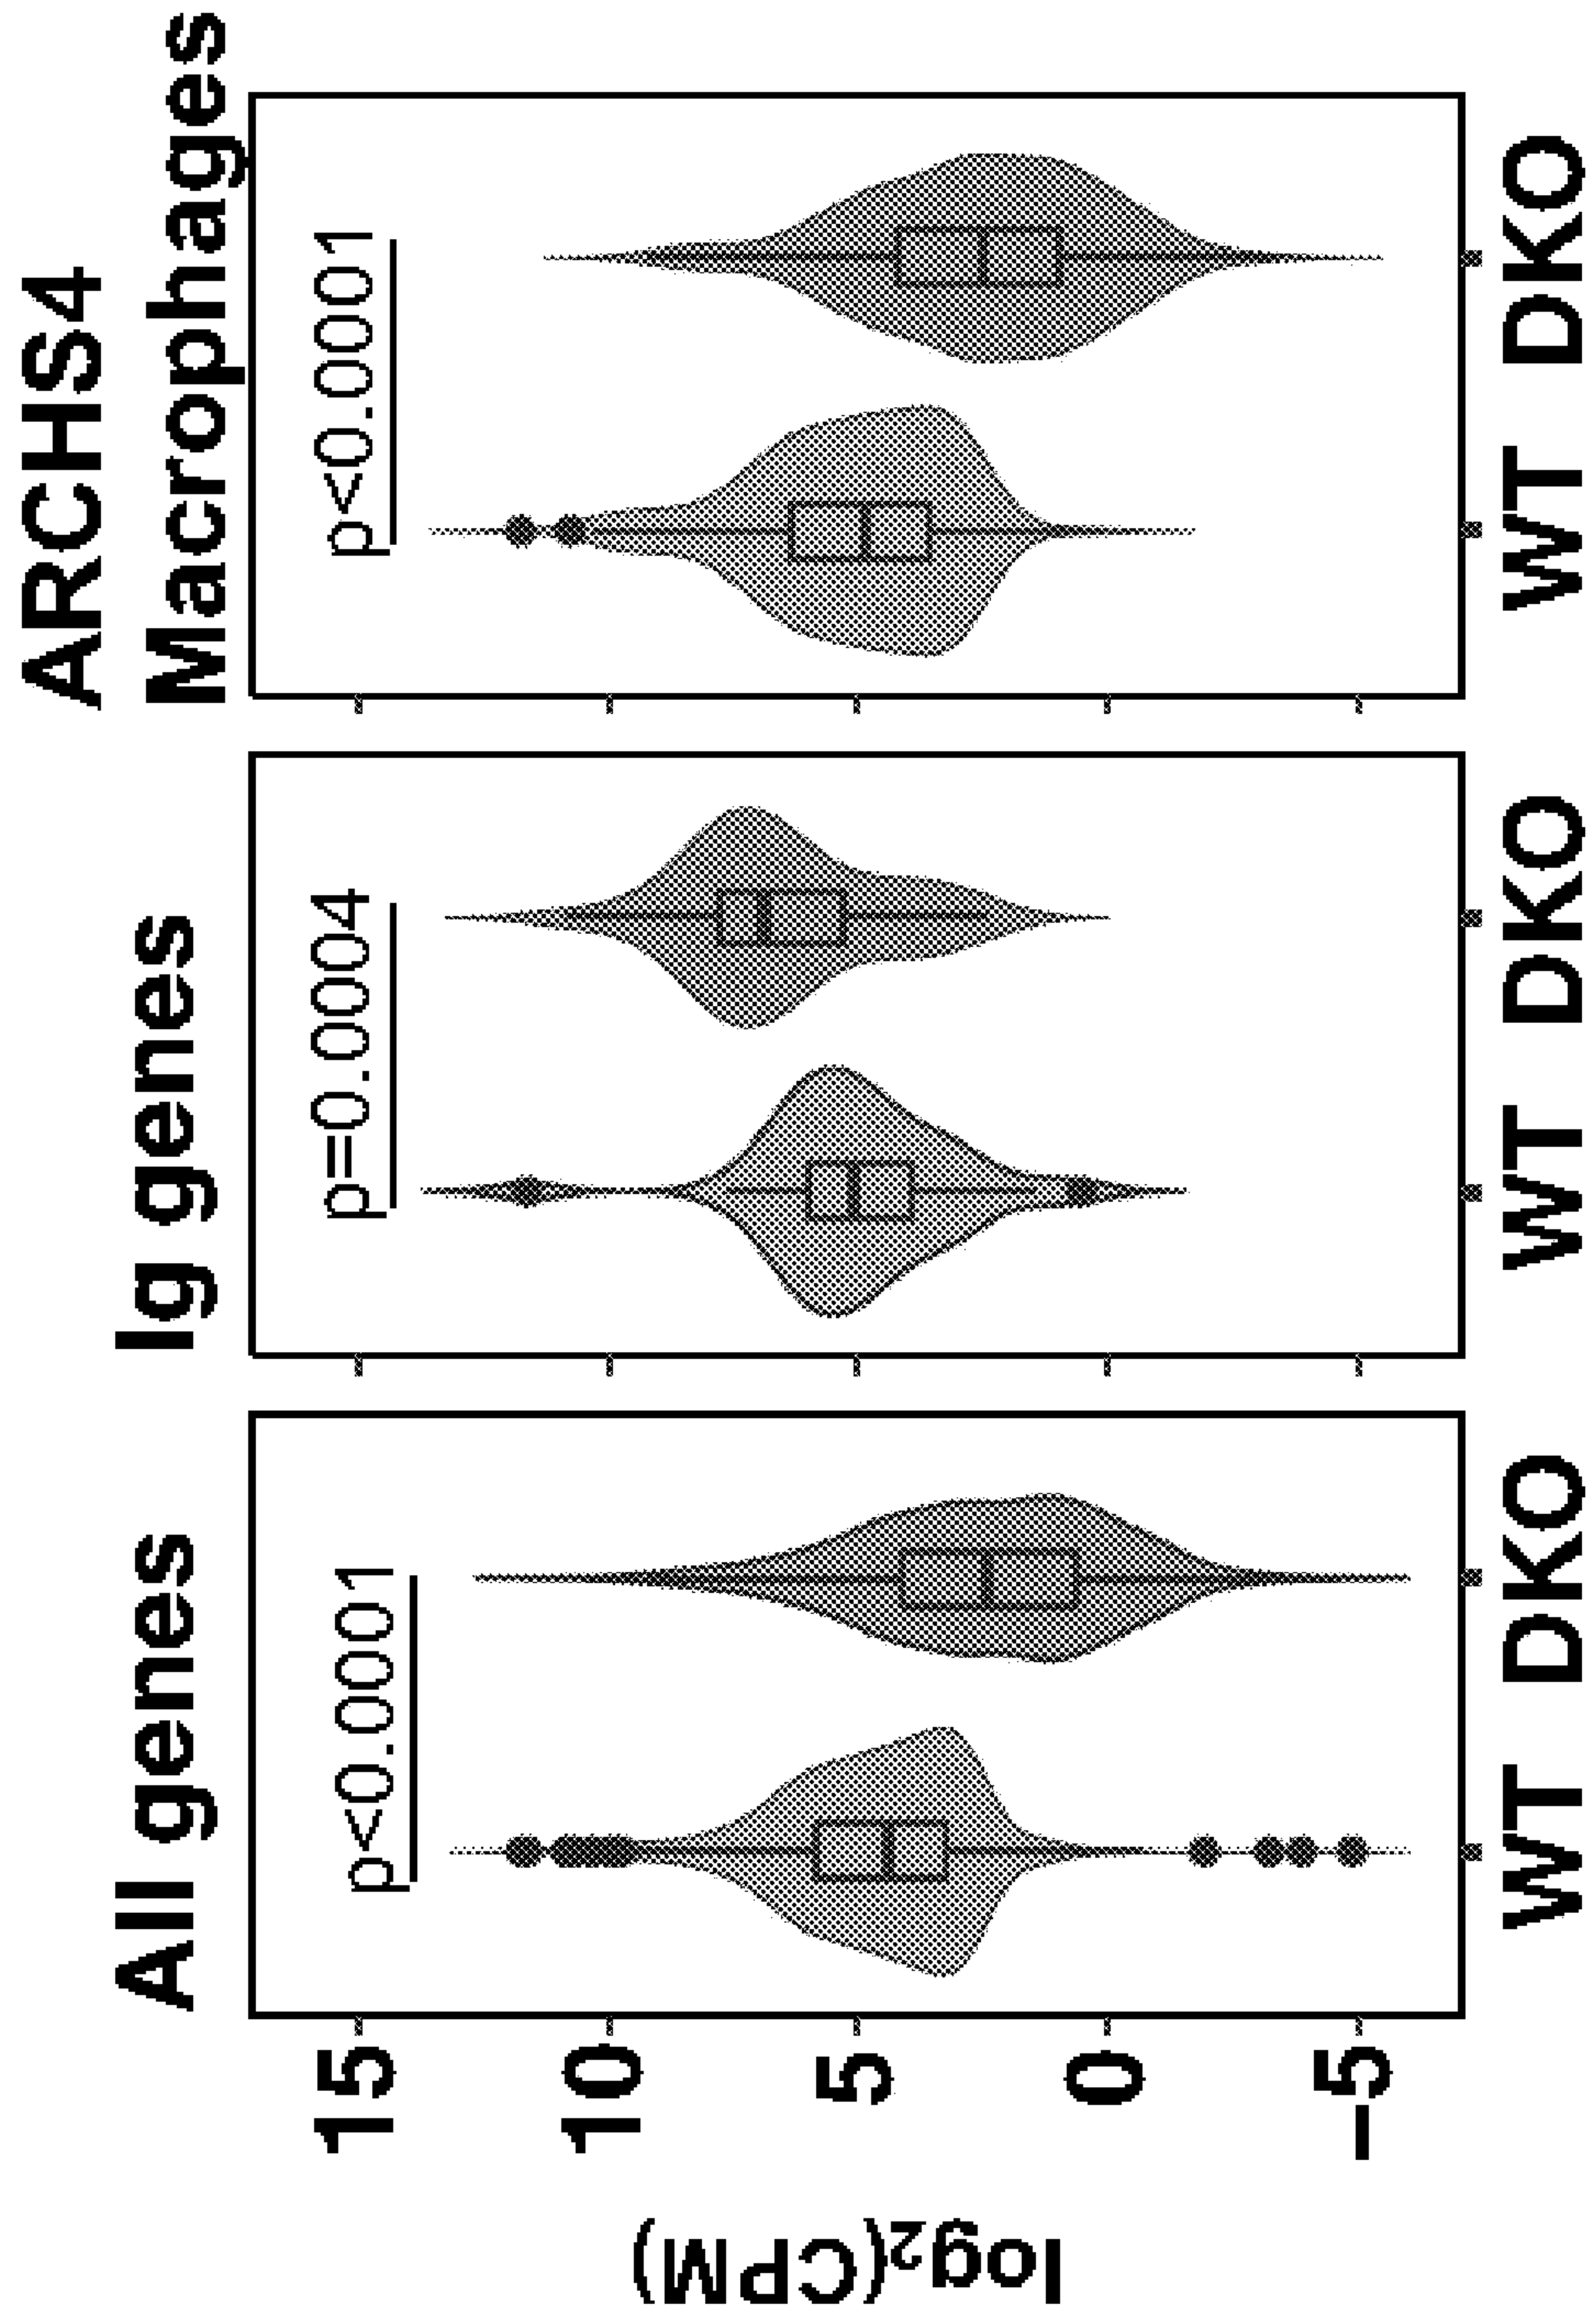 All genes
Ig genes
ARCHS4
Macrophages
p<0.0001
p=0.0004
p<0.0001
log₂(CPM)
15
10
5
0
−5
WT DKO
WT DKO
WT DKO